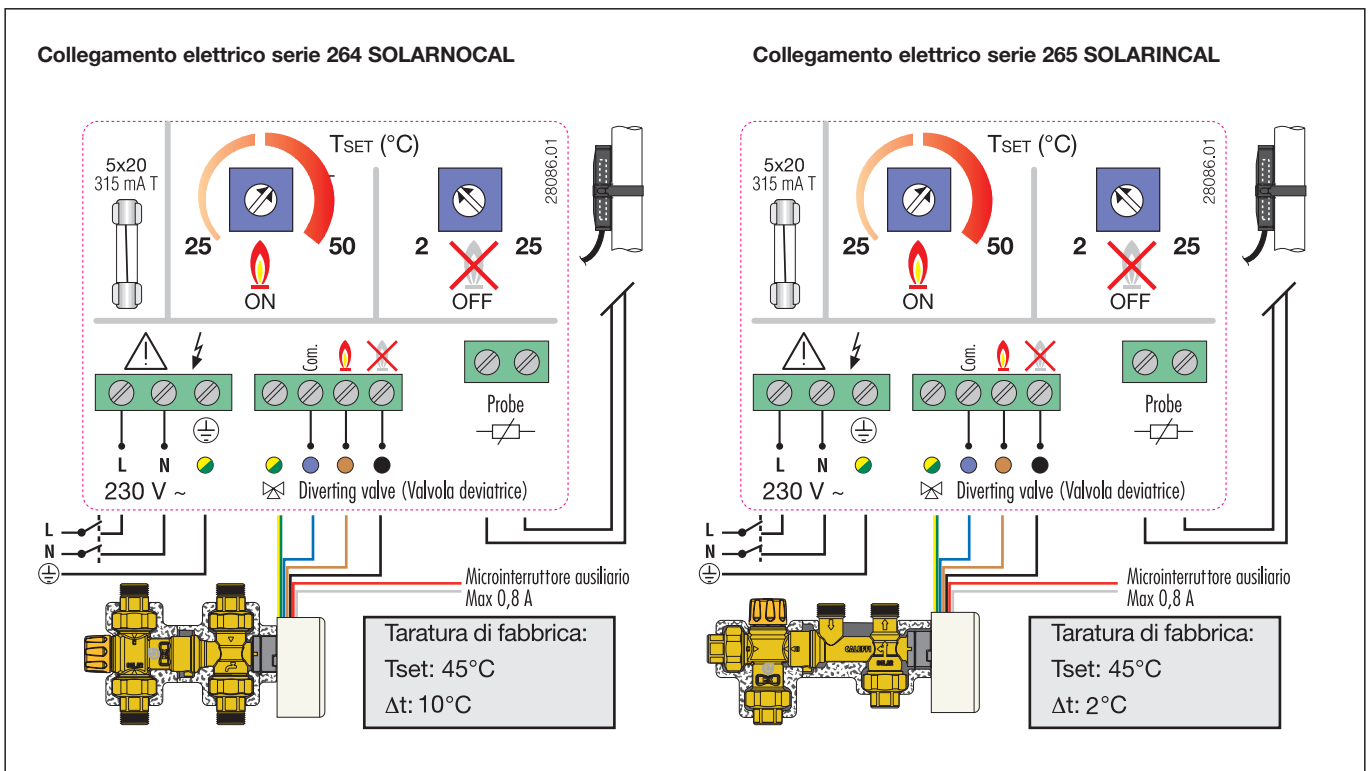 Collegamento elettrico serie 264 SOLARNOCAL
5x20
315 mA T
TSET (°C)
28086.01
25
50
ON
2
25
OFF
Com.
Probe
L
N
230 V ~
Diverting valve (Valvola deviatrice)
L
N
Microinterruttore ausiliario
Max 0,8 A
Taratura di fabbrica:
Tset: 45°C
Δt: 10°C
Collegamento elettrico serie 265 SOLARINCAL
5x20
315 mA T
TSET (°C)
28086.01
25
50
ON
2
25
OFF
Com.
Probe
L
N
230 V ~
Diverting valve (Valvola deviatrice)
L
N
Microinterruttore ausiliario
Max 0,8 A
CALEFFI
Taratura di fabbrica:
Tset: 45°C
Δt: 2°C